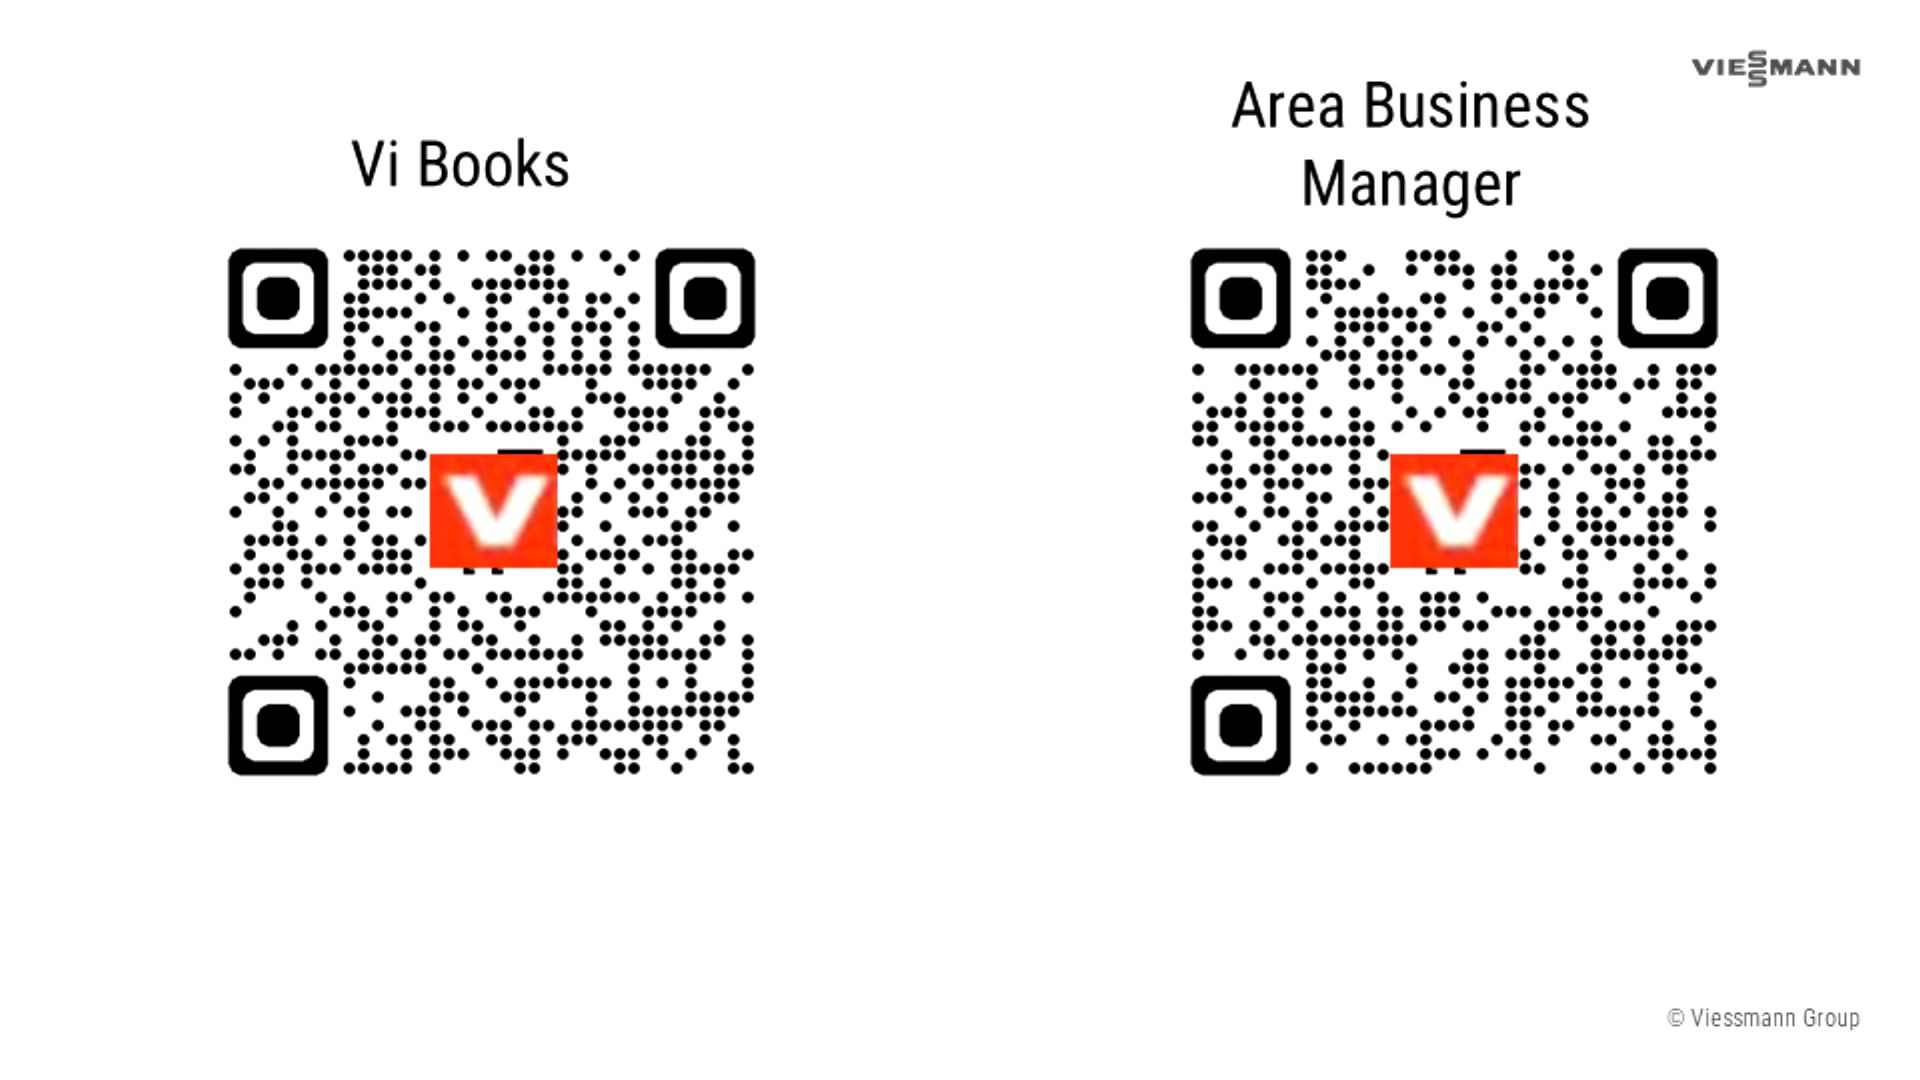 VIESSMANN
Vi Books
Area Business
Manager
V
V
© Viessmann Group